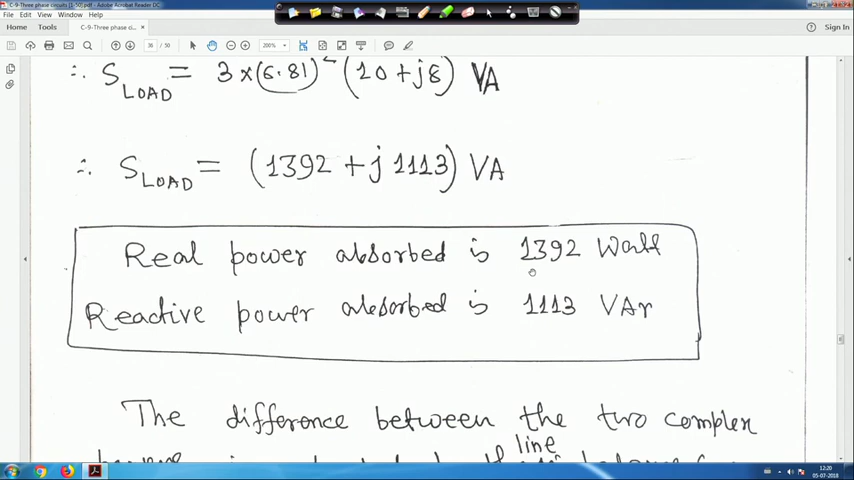 C-9-Three phase circuits [1-50].pdf - Adobe Acrobat Reader DC
File Edit View Window Help
Home Tools C-9-Three phase circuits ... ×
36 / 50 200%
∴ S_LOAD = 3×(6.81)² (10 + j8) VA
∴ S_LOAD = (1392 + j 1113) VA
Real power absorbed is 1392 Watt
Reactive power absorbed is 1113 VAr
The difference between the two complex
line
12:20
05-07-2018